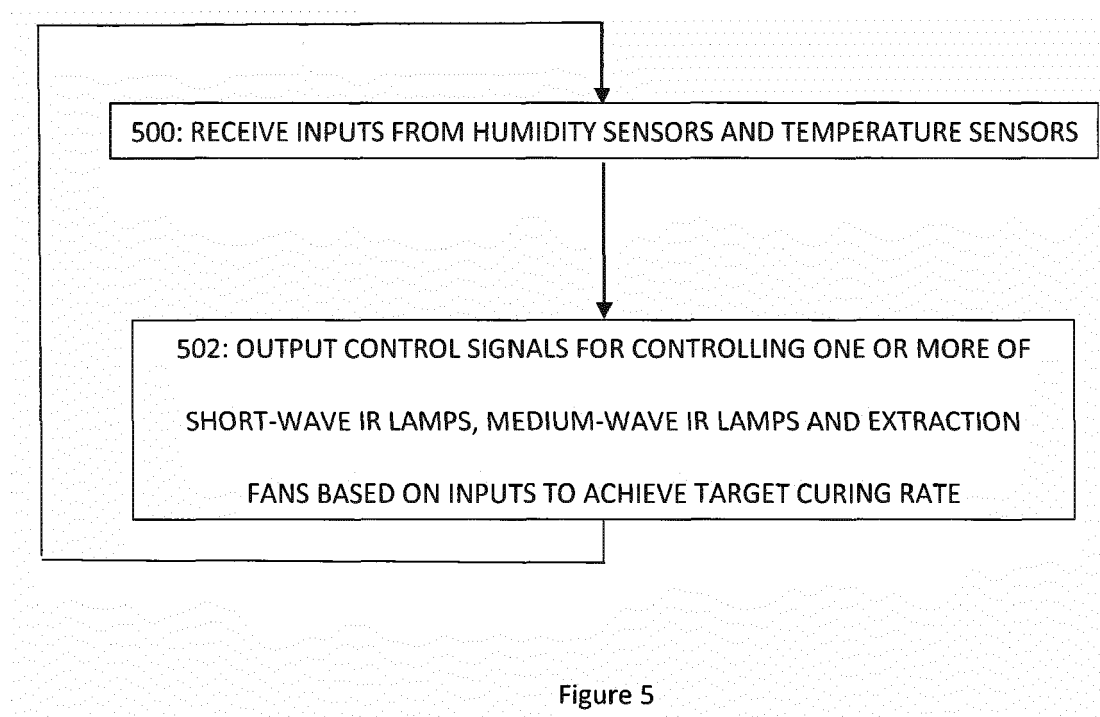 500: RECEIVE INPUTS FROM HUMIDITY SENSORS AND TEMPERATURE SENSORS
502: OUTPUT CONTROL SIGNALS FOR CONTROLLING ONE OR MORE OF
SHORT-WAVE IR LAMPS, MEDIUM-WAVE IR LAMPS AND EXTRACTION
FANS BASED ON INPUTS TO ACHIEVE TARGET CURING RATE
Figure 5